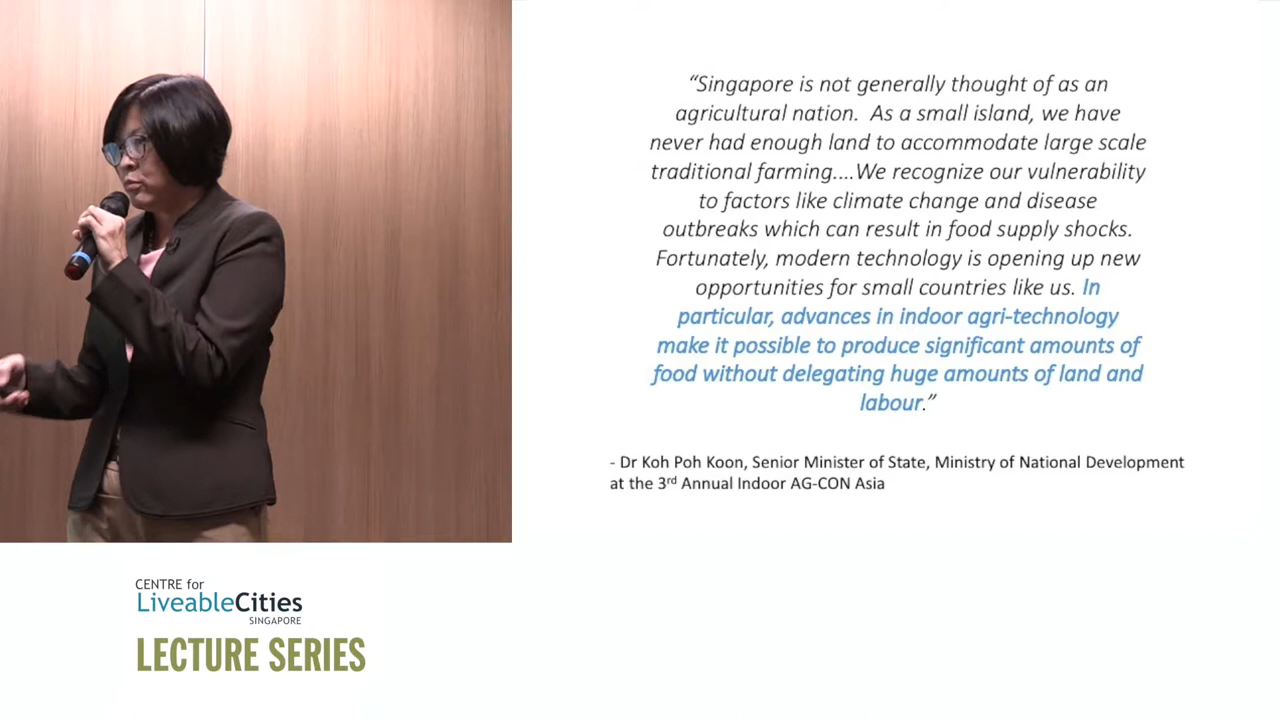 “Singapore is not generally thought of as an
agricultural nation.  As a small island, we have
never had enough land to accommodate large scale
traditional farming....We recognize our vulnerability
to factors like climate change and disease
outbreaks which can result in food supply shocks.
Fortunately, modern technology is opening up new
opportunities for small countries like us. In
particular, advances in indoor agri-technology
make it possible to produce significant amounts of
food without delegating huge amounts of land and
labour.”
- Dr Koh Poh Koon, Senior Minister of State, Ministry of National Development
at the 3rd Annual Indoor AG-CON Asia
CENTRE for
LiveableCities
SINGAPORE
LECTURE SERIES